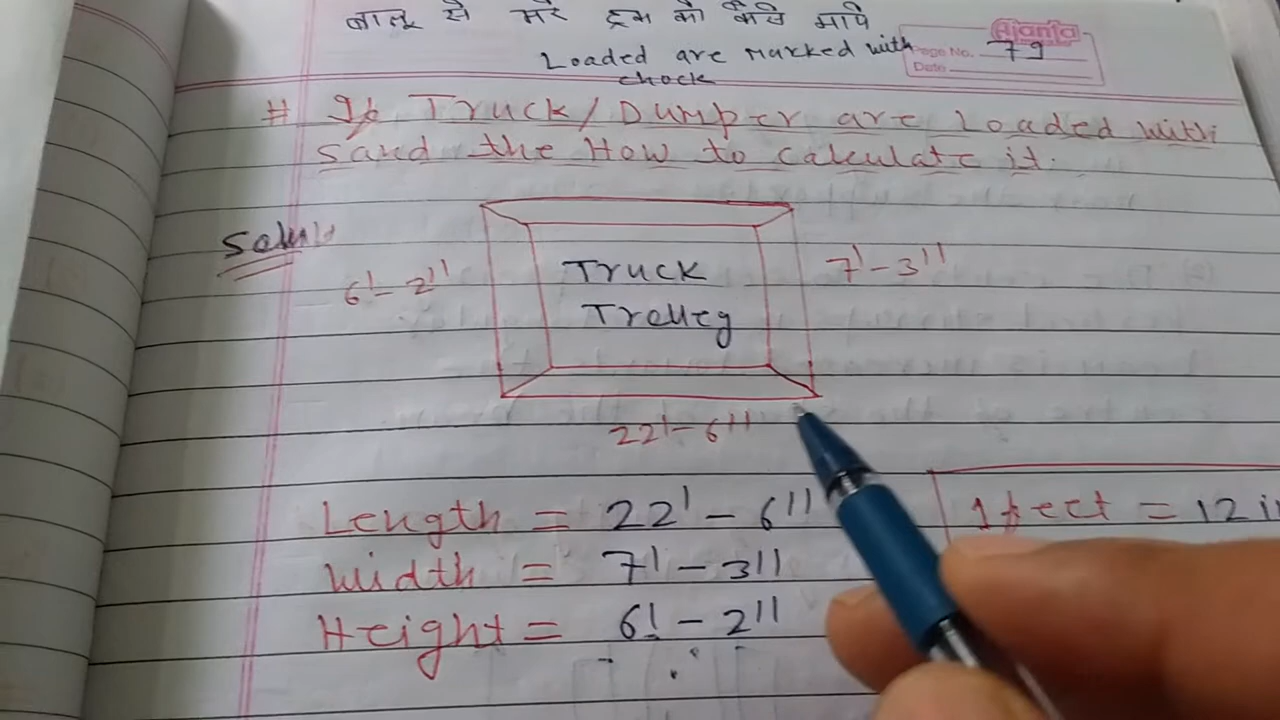 बालू से भरे ट्रक को कैसे मापे
Ajanta
Page No. 79
Date
Loaded are marked with
chock
# If Truck/Dumper are Loaded with
Sand the How to calculate it.
Soluti
6'-2"
Truck
Trolley
7'-3"
22'-6"
Length = 22'-6"
1 feet = 12 i
Width = 7'-3"
Height = 6'-2"